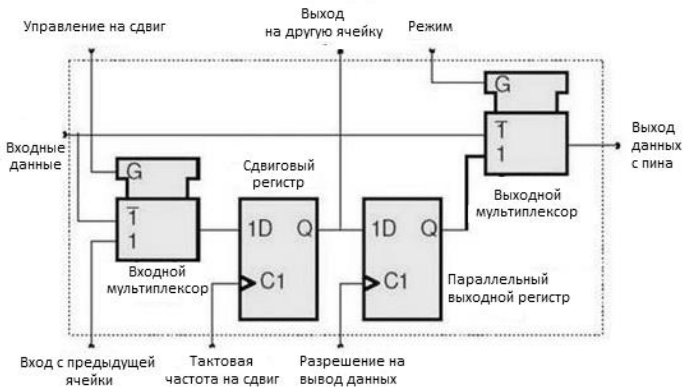 Управление на сдвиг
Выход
на другую ячейку
Режим
G
Входные
данные
1
1
Выход
данных
с пина
Сдвиговый
регистр
G
Выходной
мультиплексор
1
1
1D Q
1D Q
C1
C1
Входной
мультиплексор
Параллельный
выходной регистр
Вход с предыдущей
ячейки
Тактовая
частота на сдвиг
Разрешение на
вывод данных